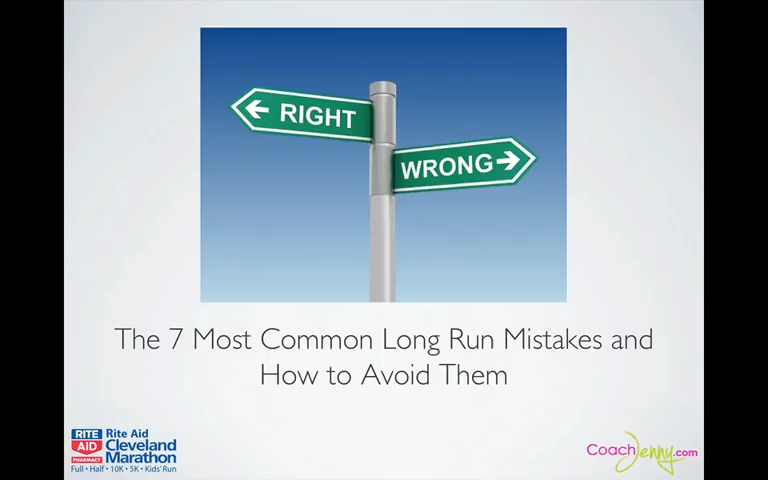 RIGHT
WRONG
The 7 Most Common Long Run Mistakes and
How to Avoid Them
RITE
AID
PHARMACY
Rite Aid
Cleveland
Marathon
Full • Half • 10K • 5K • Kids' Run
CoachJenny.com